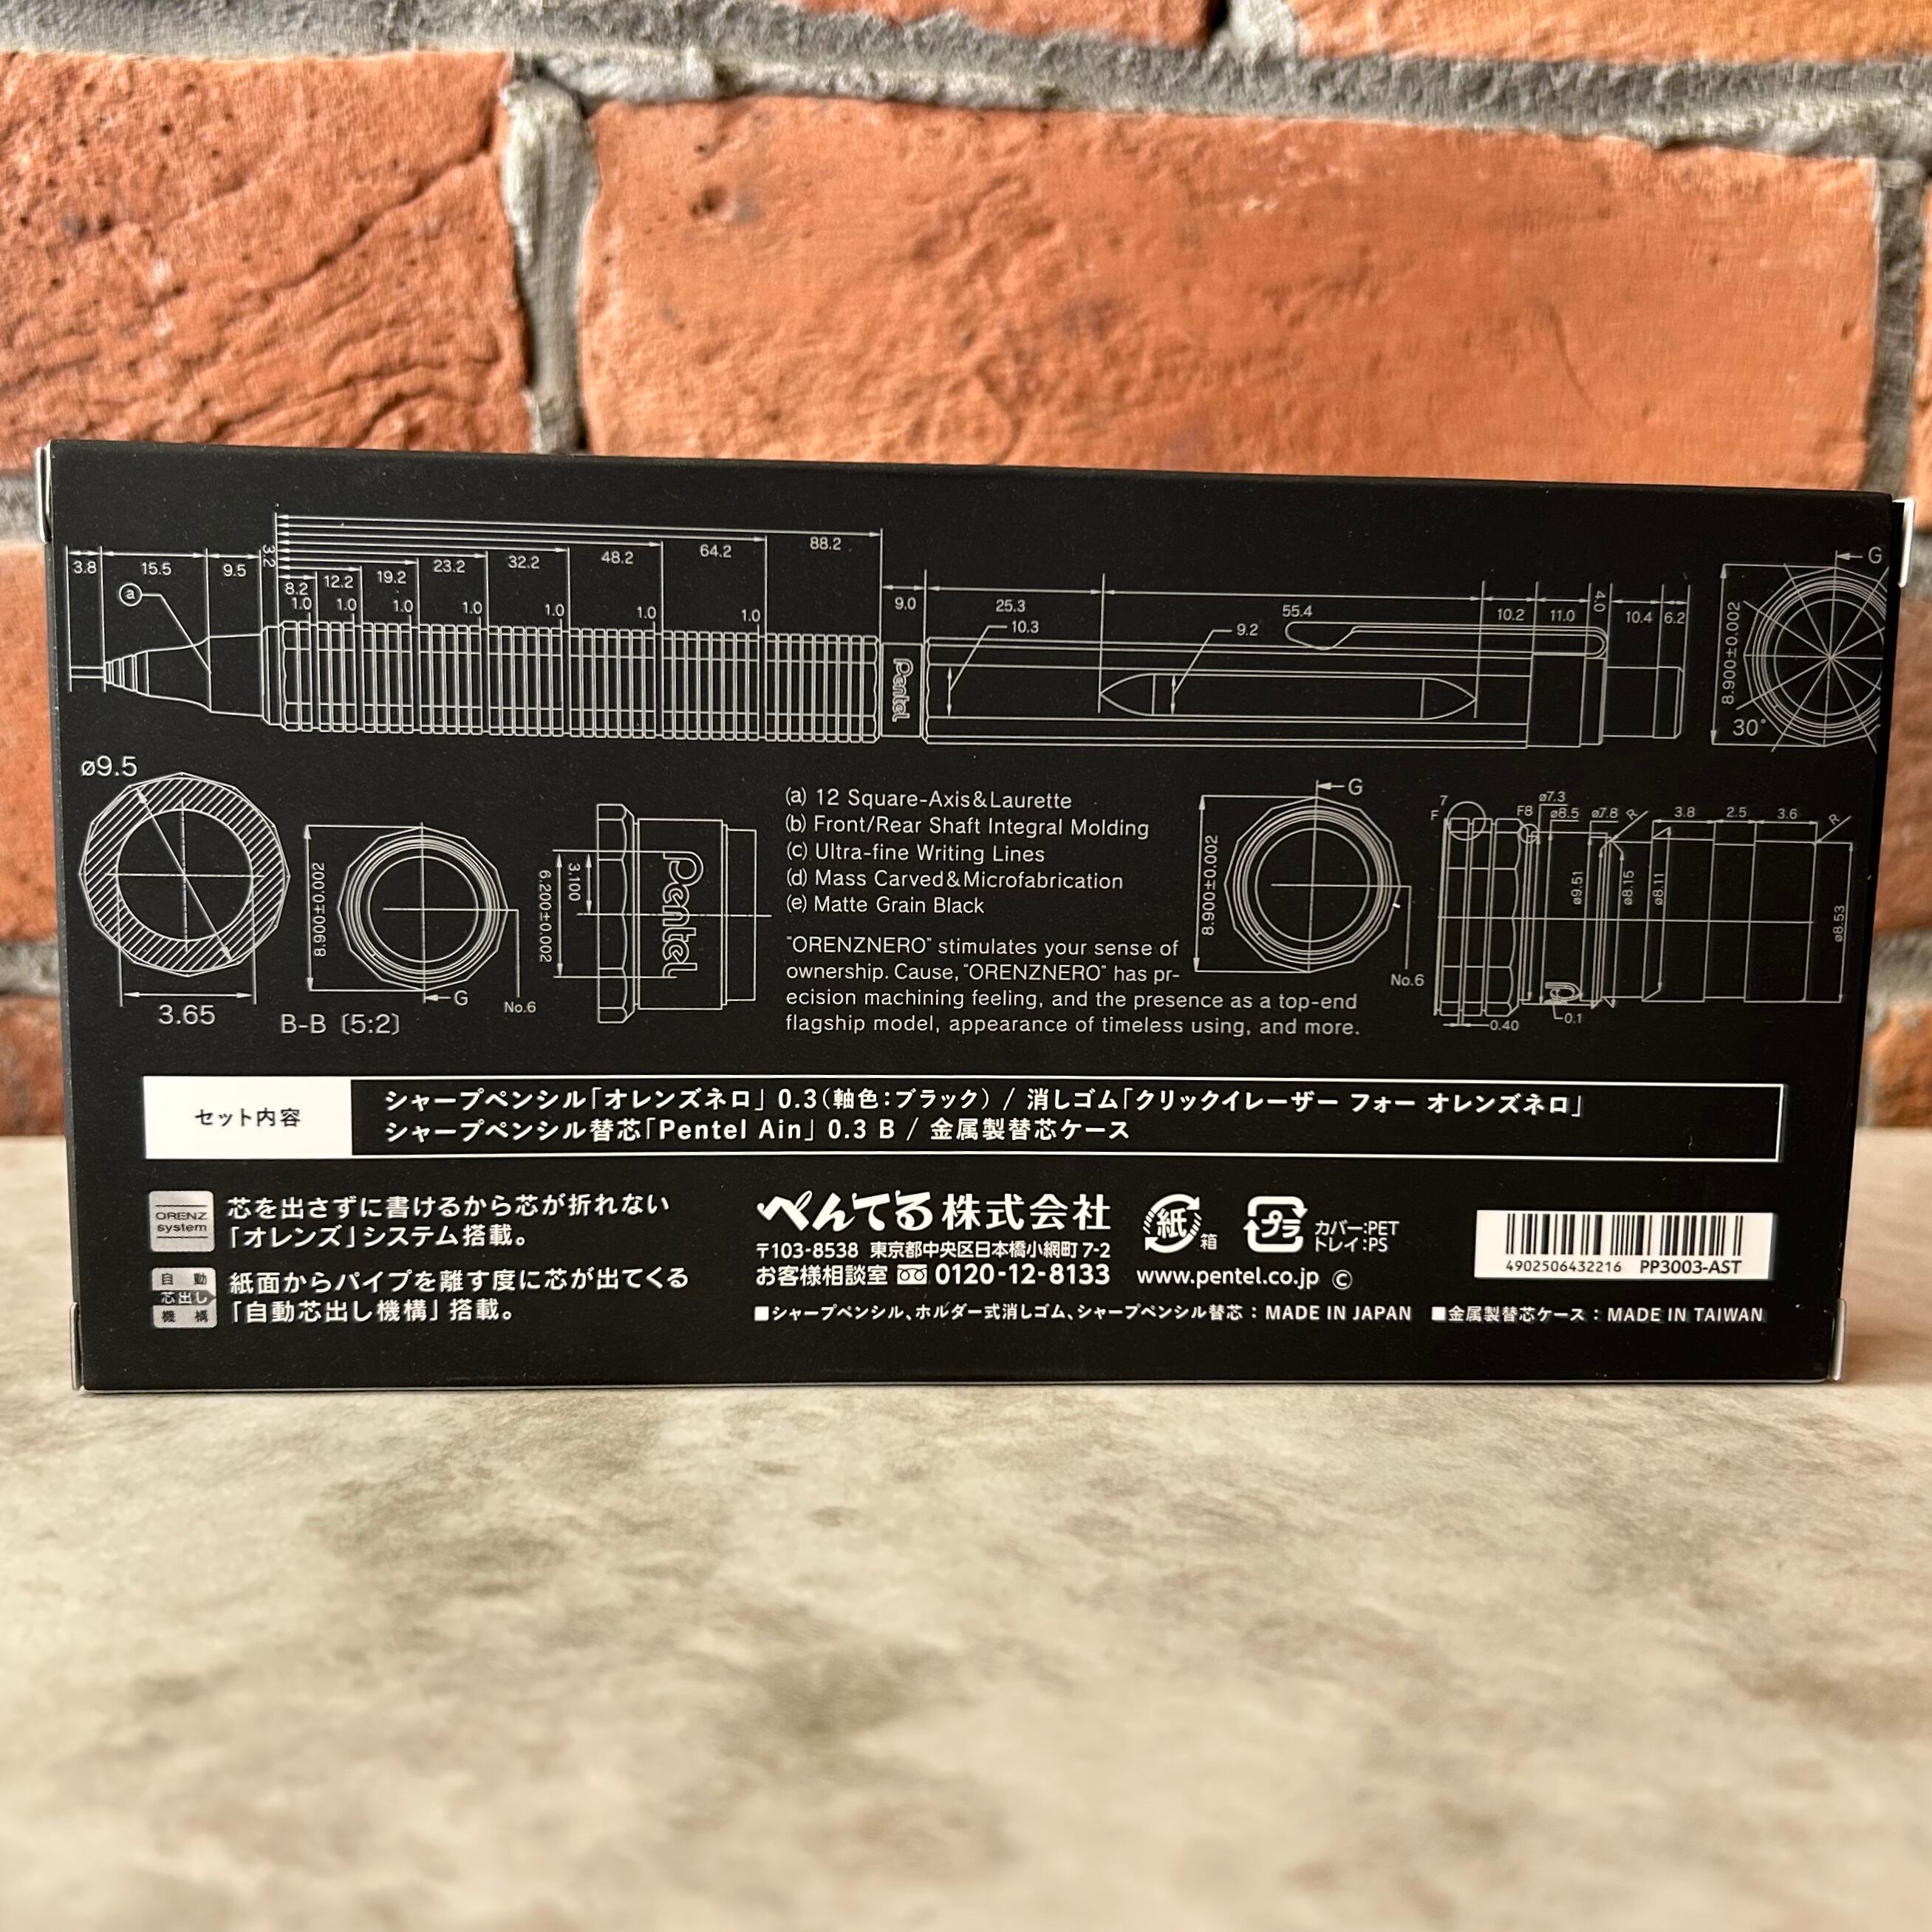 88.2
64.2
48.2
32.2
23.2
19.2
12.2
8.2
3.8 15.5 9.5 3.2
1.0 1.0 1.0 1.0 1.0 1.0 1.0
9.0 25.3 55.4 10.2 11.0 4.0 10.4 6.2
a
10.3
9.2
Pentel
G
8.900±0.002
30°
ø9.5
3.65
8.900±0.002
G
No.6
B-B〔5:2〕
3.100
6.200±0.002
Pentel
(a) 12 Square-Axis&Laurette
(b) Front/Rear Shaft Integral Molding
(c) Ultra-fine Writing Lines
(d) Mass Carved&Microfabrication
(e) Matte Grain Black
"ORENZNERO" stimulates your sense of
ownership. Cause, "ORENZNERO" has pr-
ecision machining feeling, and the presence as a top-end
flagship model, appearance of timeless using, and more.
G
8.900±0.002
No.6
7
F
F8
ø7.3
ø8.5
ø7.8
R
3.8 2.5 3.6
R
ø9.51
ø8.15
ø8.11
ø8.53
0.1
0.40
セット内容
シャープペンシル「オレンズネロ」 0.3(軸色:ブラック) / 消しゴム「クリックイレーザー フォー オレンズネロ」
シャープペンシル替芯「Pentel Ain」 0.3 B / 金属製替芯ケース
ORENZ
system
芯を出さずに書けるから芯が折れない
「オレンズ」システム搭載。
自動
芯出し
機構
紙面からパイプを離す度に芯が出てくる
「自動芯出し機構」搭載。
ぺんてる株式会社
〒103-8538 東京都中央区日本橋小網町 7-2
お客様相談室 0120-12-8133
紙 箱
プラ
カバー:PET
トレイ:PS
www.pentel.co.jp ©
■シャープペンシル、ホルダー式消しゴム、シャープペンシル替芯 : MADE IN JAPAN ■金属製替芯ケース : MADE IN TAIWAN
4902506432216 PP3003-AST